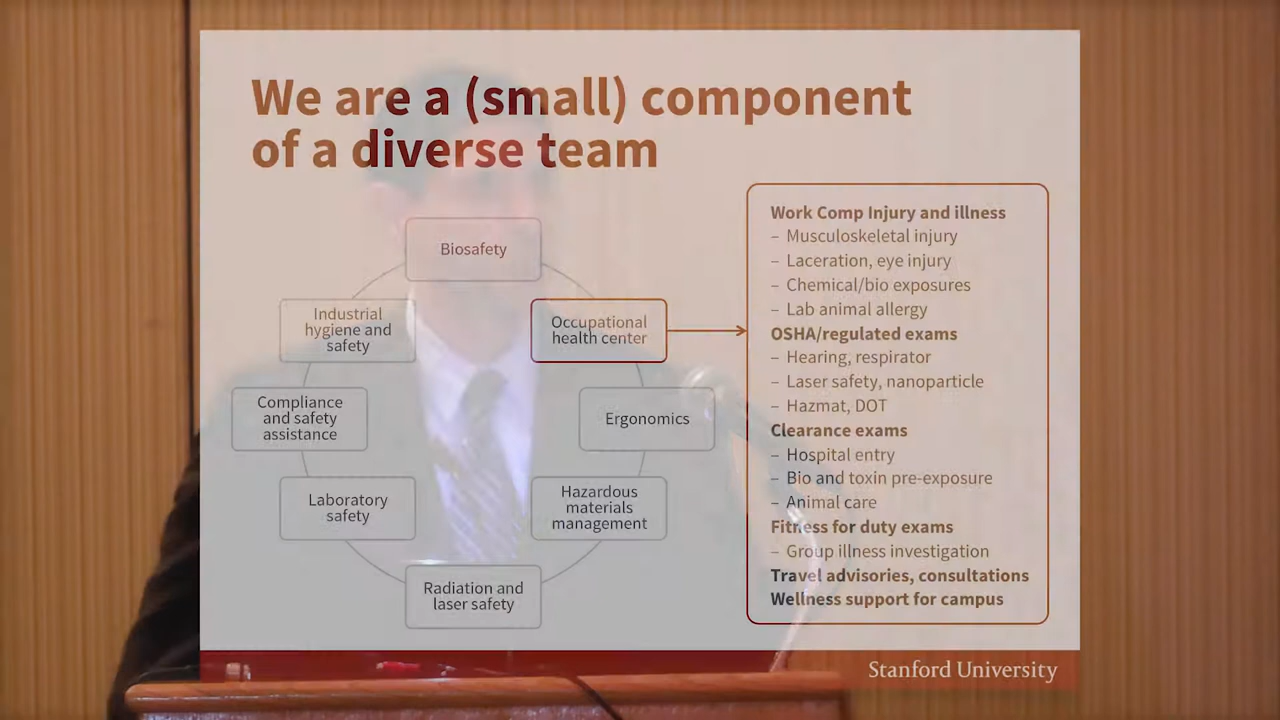 We are a (small) component
of a diverse team
Biosafety
Occupational
health center
Ergonomics
Hazardous
materials
management
Radiation and
laser safety
Laboratory
safety
Compliance
and safety
assistance
Industrial
hygiene and
safety
Work Comp Injury and illness
– Musculoskeletal injury
– Laceration, eye injury
– Chemical/bio exposures
– Lab animal allergy
OSHA/regulated exams
– Hearing, respirator
– Laser safety, nanoparticle
– Hazmat, DOT
Clearance exams
– Hospital entry
– Bio and toxin pre-exposure
– Animal care
Fitness for duty exams
– Group illness investigation
Travel advisories, consultations
Wellness support for campus
Stanford University